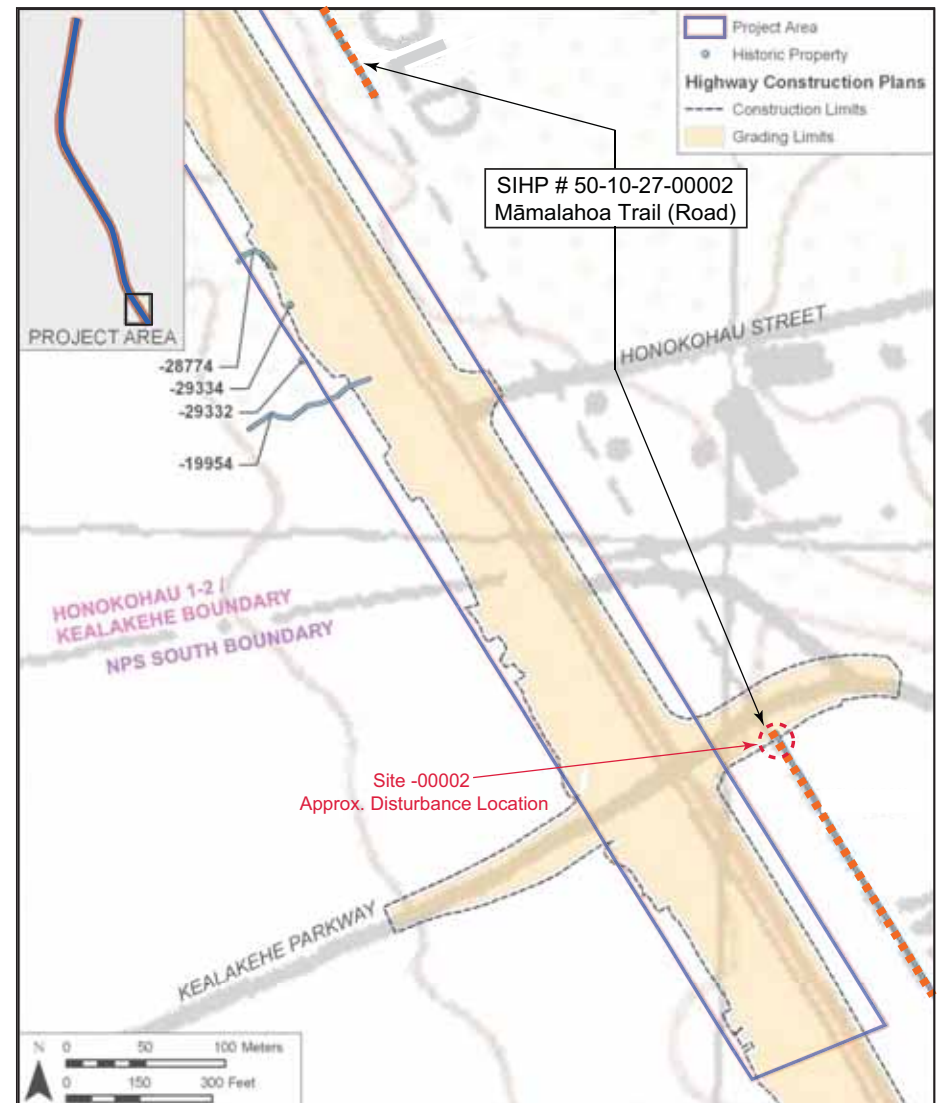 Project Area
Historic Property
Highway Construction Plans
Construction Limits
Grading Limits
PROJECT AREA
SIHP # 50-10-27-00002
Māmalahoa Trail (Road)
HONOKOHAU STREET
-28774
-29334
-29332
-19954
HONOKOHAU 1-2 /
KEALAKEHE BOUNDARY
NPS SOUTH BOUNDARY
Site -00002
Approx. Disturbance Location
KEALAKEHE PARKWAY
N
0 50 100 Meters
0 150 300 Feet